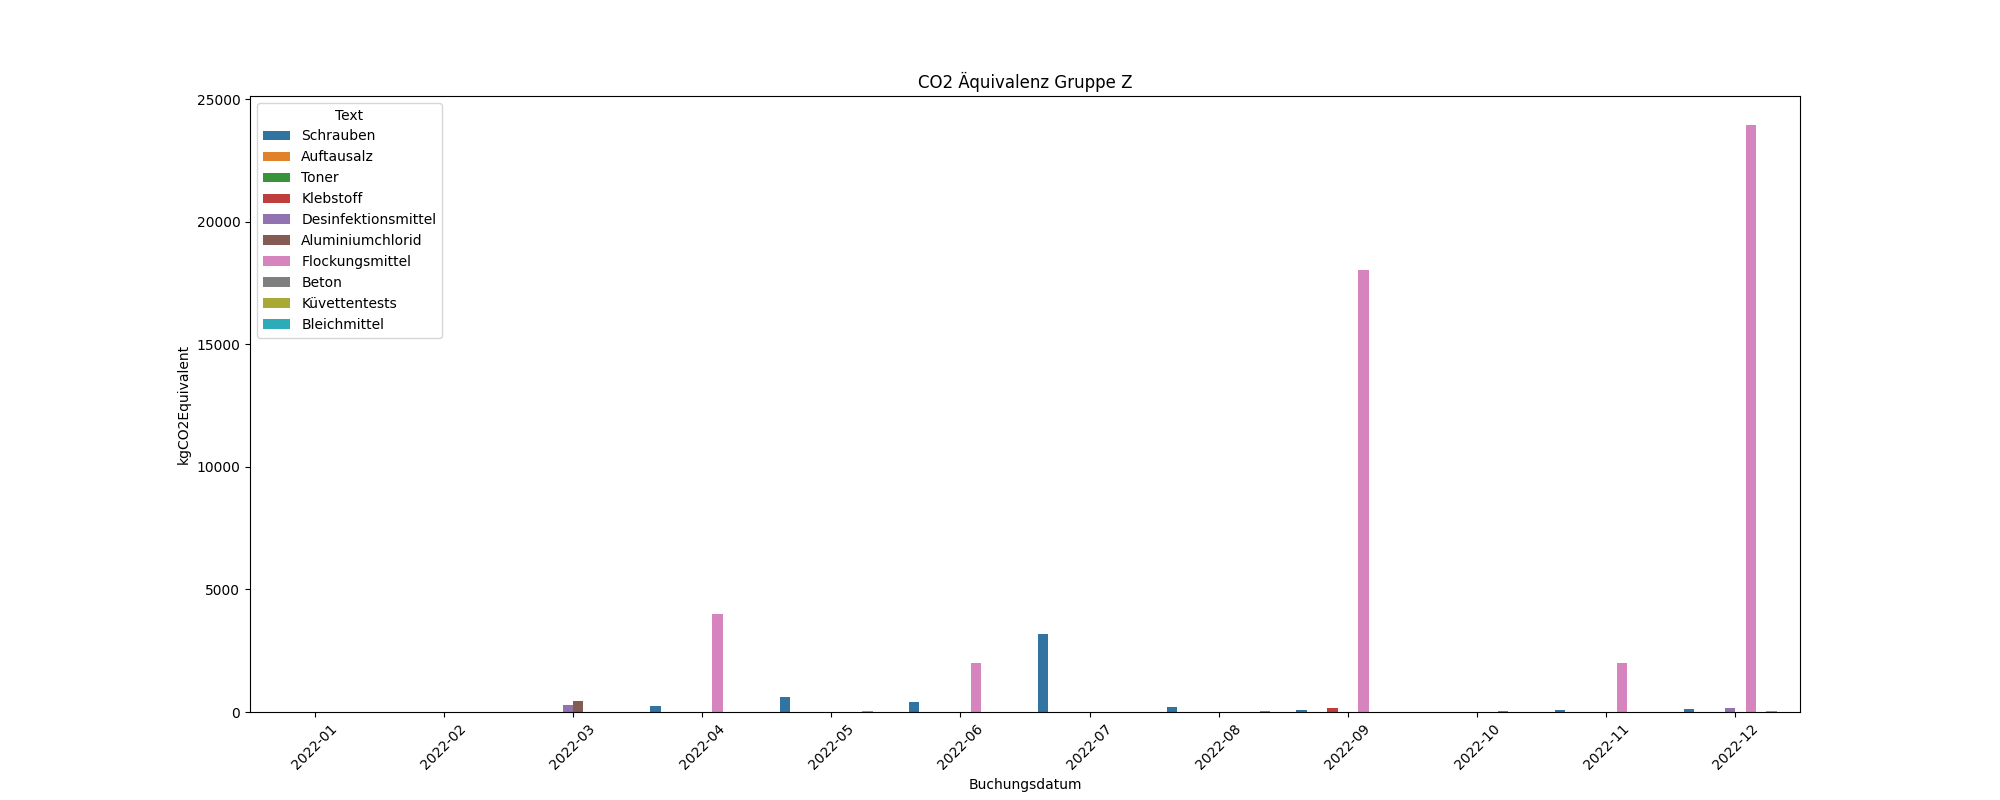 CO2 Äquivalenz Gruppe Z
25000
20000
15000
10000
5000
0
kgCO2Equivalent
Text
Schrauben
Auftausalz
Toner
Klebstoff
Desinfektionsmittel
Aluminiumchlorid
Flockungsmittel
Beton
Küvettentests
Bleichmittel
2022-01
2022-02
2022-03
2022-04
2022-05
2022-06
2022-07
2022-08
2022-09
2022-10
2022-11
2022-12
Buchungsdatum